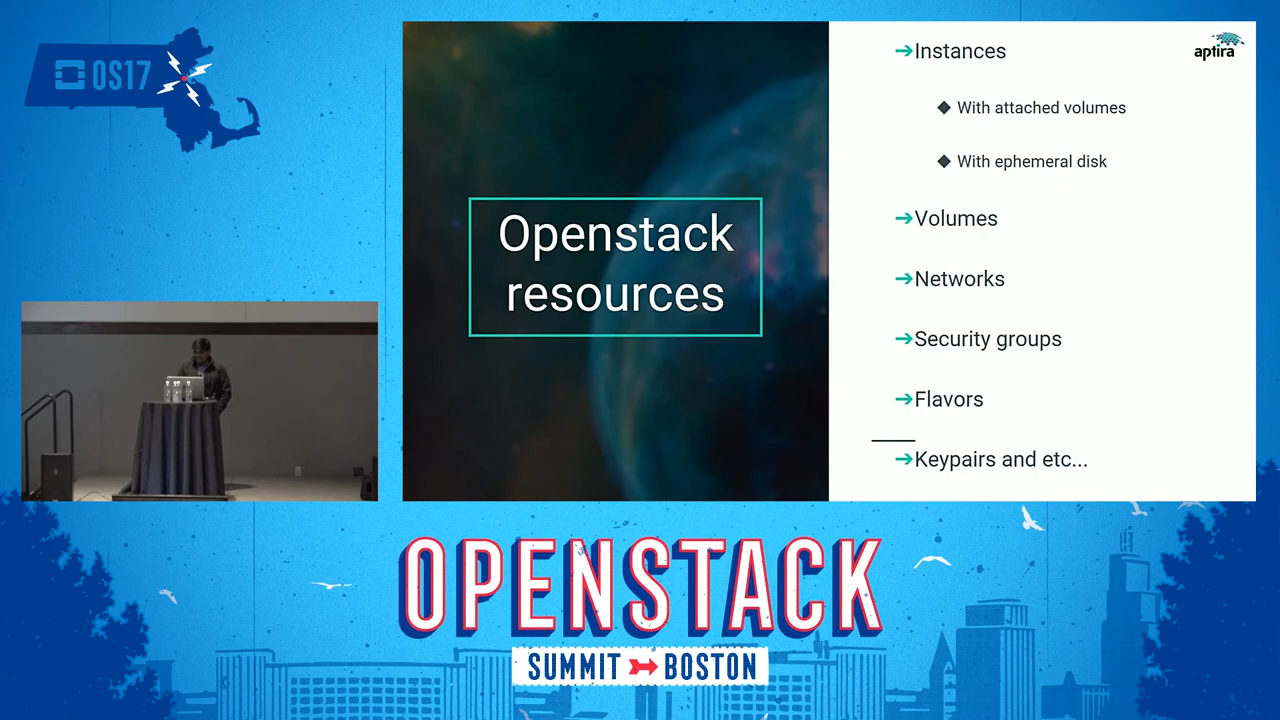 OS17
Openstack
resources
Instances
With attached volumes
With ephemeral disk
Volumes
Networks
Security groups
Flavors
Keypairs and etc...
aptira
OPENSTACK
SUMMIT BOSTON